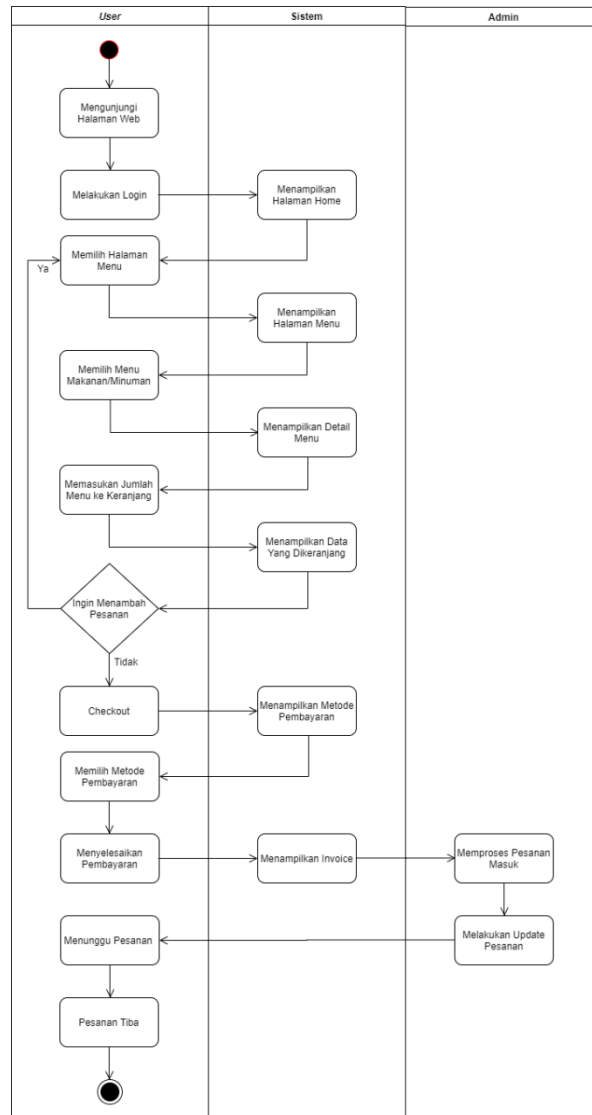 User
Sistem
Admin
Mengunjungi
Halaman Web
Melakukan Login
Menampilkan
Halaman Home
Ya
Memilih Halaman
Menu
Menampilkan
Halaman Menu
Memilih Menu
Makanan/Minuman
Menampilkan Detail
Menu
Memasukan Jumlah
Menu ke Keranjang
Menampilkan Data
Yang Dikeranjang
Ingin Menambah
Pesanan
Tidak
Checkout
Menampilkan Metode
Pembayaran
Memilih Metode
Pembayaran
Menyelesaikan
Pembayaran
Menampilkan Invoice
Memproses Pesanan
Masuk
Menunggu Pesanan
Melakukan Update
Pesanan
Pesanan Tiba